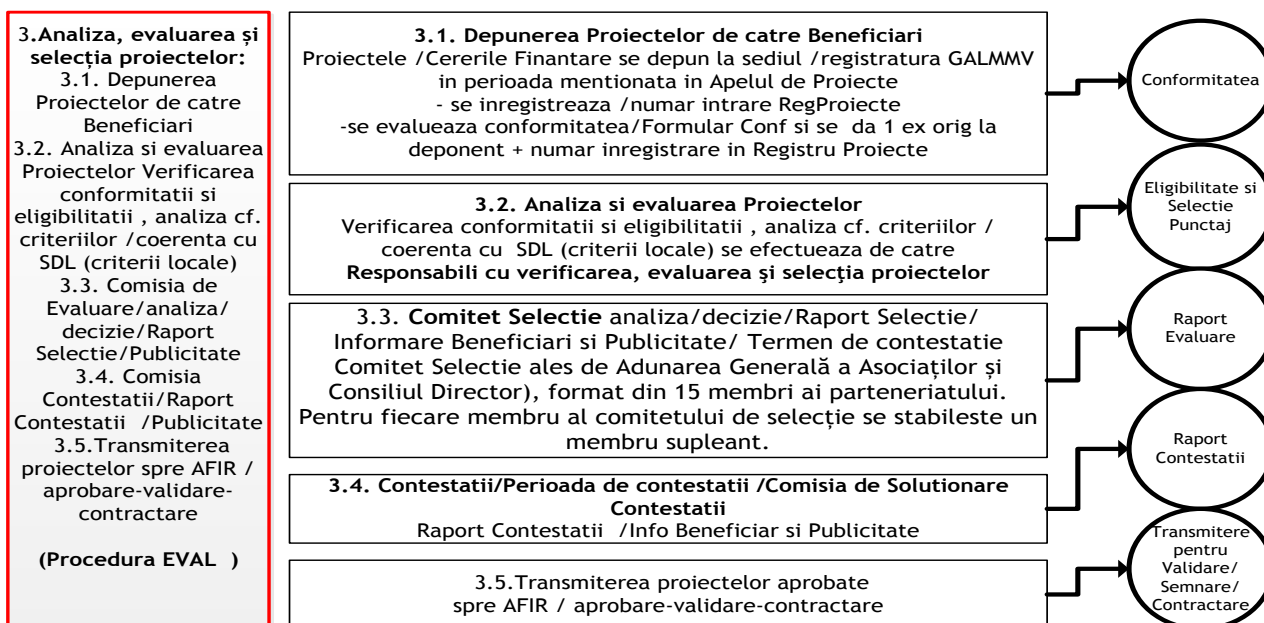 3.Analiza, evaluarea și
selecția proiectelor:
3.1. Depunerea
Proiectelor de catre
Beneficiari
3.2. Analiza si evaluarea
Proiectelor Verificarea
conformitatii si
eligibilitatii , analiza cf.
criteriilor /coerenta cu
SDL (criterii locale)
3.3. Comisia de
Evaluare/analiza/
decizie/Raport
Selectie/Publicitate
3.4. Comisia
Contestatii/Raport
Contestatii /Publicitate
3.5.Transmiterea
proiectelor spre AFIR /
aprobare-validare-
contractare
(Procedura EVAL )
3.1. Depunerea Proiectelor de catre Beneficiari
Proiectele /Cererile Finantare se depun la sediul /registratura GALMMV
in perioada mentionata in Apelul de Proiecte
- se inregistreaza /numar intrare RegProiecte
-se evalueaza conformitatea/Formular Conf si se da 1 ex orig la
deponent + numar inregistrare in Registru Proiecte
Conformitatea
3.2. Analiza si evaluarea Proiectelor
Verificarea conformitatii si eligibilitatii , analiza cf. criteriilor /
coerenta cu SDL (criterii locale) se efectueaza de catre
Responsabili cu verificarea, evaluarea şi selecţia proiectelor
Eligibilitate si
Selectie
Punctaj
3.3. Comitet Selectie analiza/decizie/Raport Selectie/
Informare Beneficiari si Publicitate/ Termen de contestatie
Comitet Selectie ales de Adunarea Generală a Asociaților și
Consiliul Director), format din 15 membri ai parteneriatului.
Pentru fiecare membru al comitetului de selecție se stabileste un
membru supleant.
Raport
Evaluare
3.4. Contestatii/Perioada de contestatii /Comisia de Solutionare
Contestatii
Raport Contestatii /Info Beneficiar si Publicitate
Raport
Contestatii
3.5.Transmiterea proiectelor aprobate
spre AFIR / aprobare-validare-contractare
Transmitere
pentru
Validare/
Semnare/
Contractare